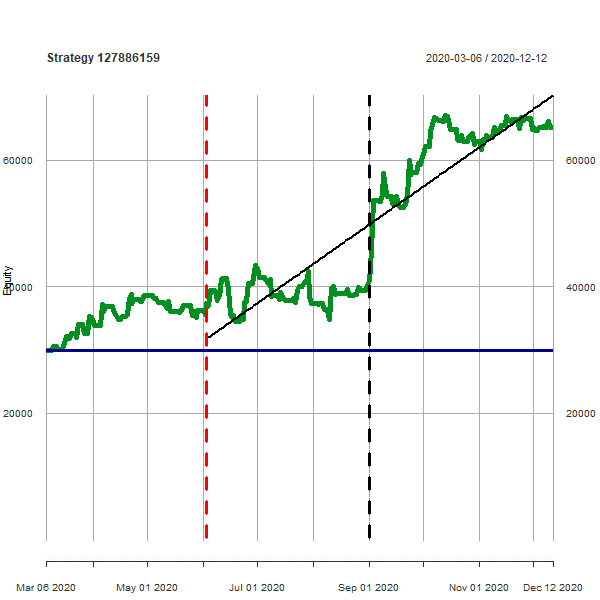 Strategy 127886159
2020-03-06 / 2020-12-12
60000
60000
Equity
40000
40000
20000
20000
Mar 06 2020
May 01 2020
Jul 01 2020
Sep 01 2020
Nov 01 2020
Dec 12 2020